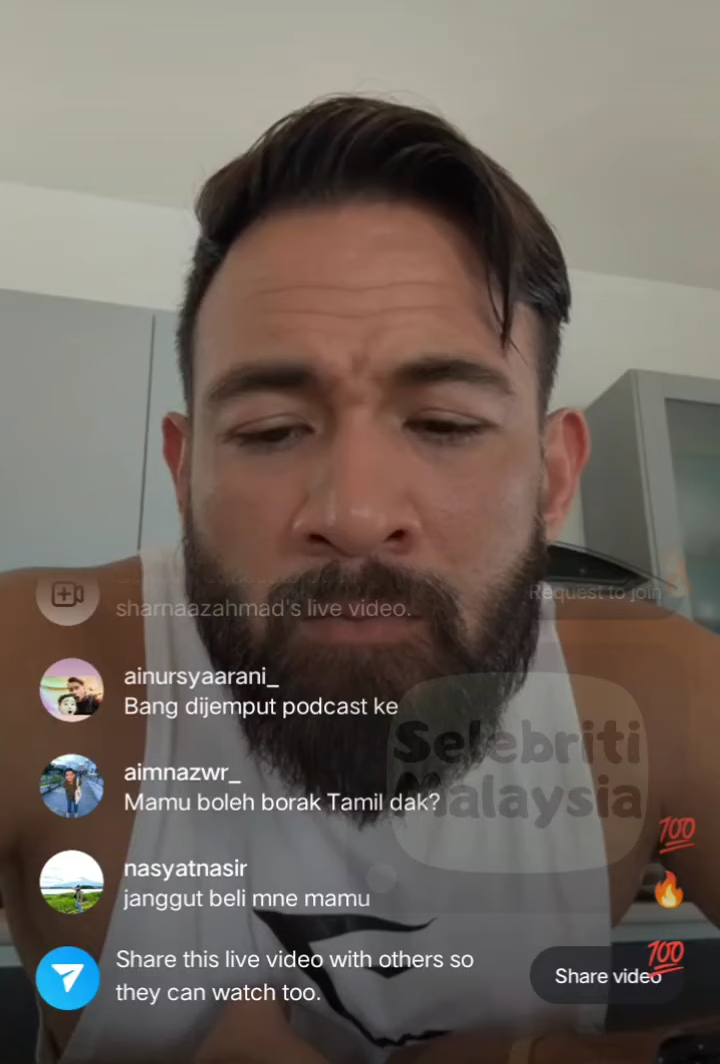 sharnaazahmad's live video.
Request to join
ainursyaarani_
Bang dijemput podcast ke
Selebriti
Malaysia
aimnazwr_
Mamu boleh borak Tamil dak?
💯
nasyatnasir
janggut beli mne mamu
Share this live video with others so
they can watch too.
Share video
💯